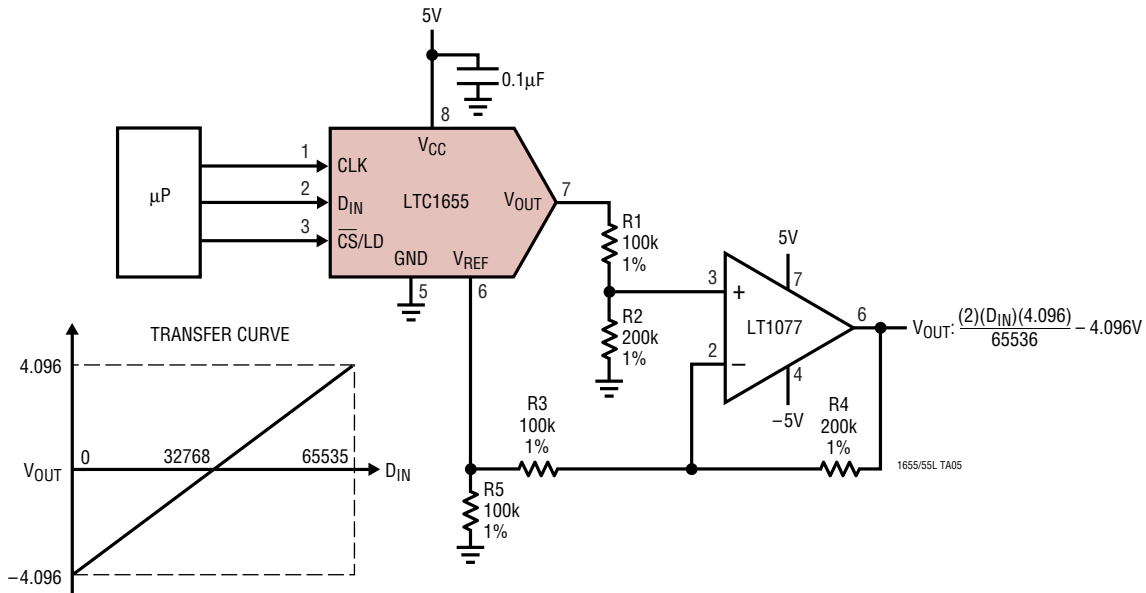 5V
0.1µF
8
VCC
µP
1
CLK
2
DIN
3
CS/LD
LTC1655
VOUT
7
GND
VREF
5
6
R1
100k
1%
R2
200k
1%
3
+
2
−
LT1077
5V
7
6
4
−5V
VOUT: (2)(DIN)(4.096)
65536
− 4.096V
R3
100k
1%
R4
200k
1%
R5
100k
1%
1655/55L TA05
TRANSFER CURVE
4.096
VOUT
0
32768
65535
DIN
−4.096